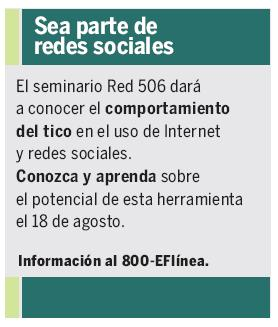 Sea parte de
redes sociales
El seminario Red 506 dará
a conocer el comportamiento
del tico en el uso de Internet
y redes sociales.
Conozca y aprenda sobre
el potencial de esta herramienta
el 18 de agosto.
Información al 800-EFlínea.